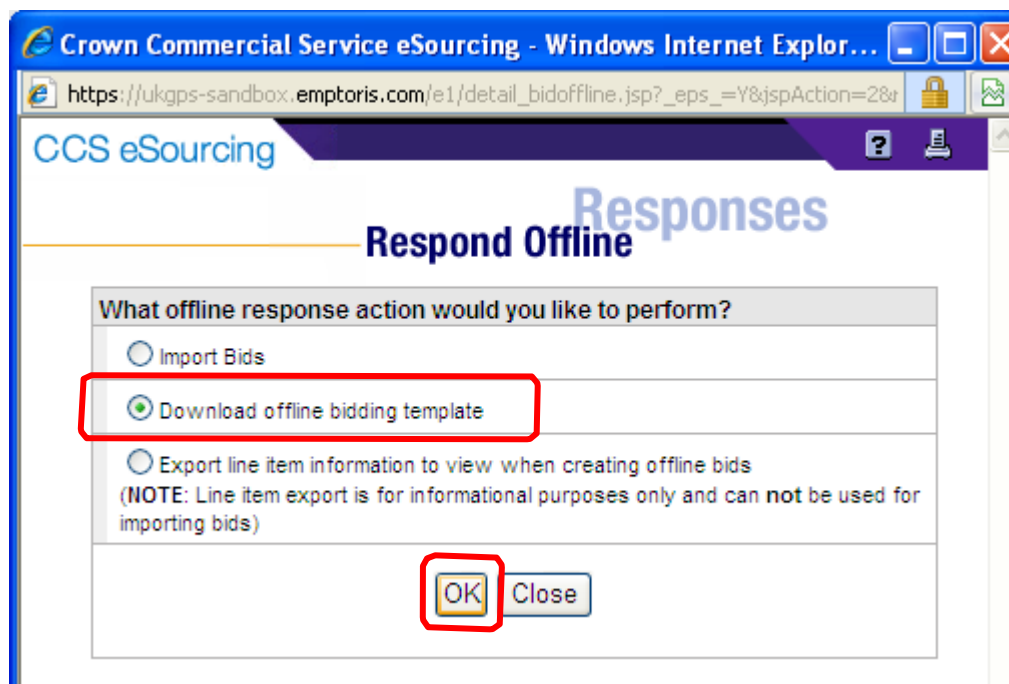 Crown Commercial Service eSourcing - Windows Internet Explor...
https://ukgps-sandbox.emptoris.com/e1/detail_bidoffline.jsp?_eps_=Y&jspAction=2&r
CCS eSourcing
?
Responses
Respond Offline
What offline response action would you like to perform?
Import Bids
Download offline bidding template
Export line item information to view when creating offline bids
(NOTE: Line item export is for informational purposes only and can not be used for
importing bids)
OK Close